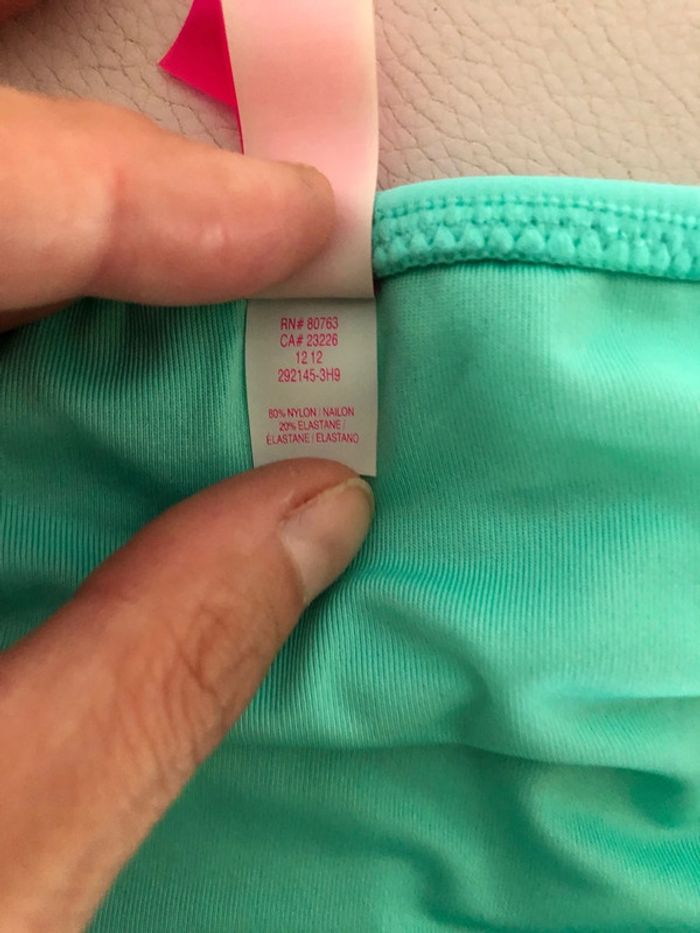 RN# 80763
CA# 23226
12 12
292145-3H9
80% NYLON / NAILON
20% ELASTANE /
ÉLASTANE / ELASTANO